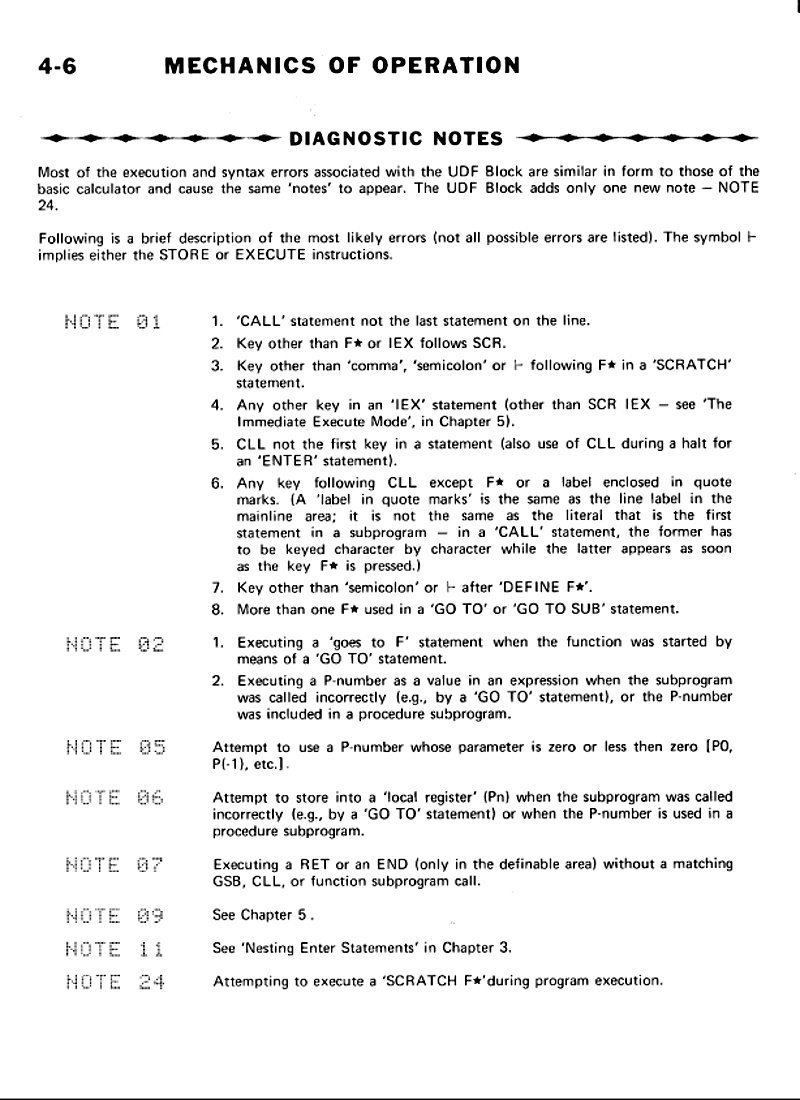 4-6 MECHANICS OF OPERATION
DIAGNOSTIC NOTES
Most of the execution and syntax errors associated with the UDF Block are similar in form to those of the
basic calculator and cause the same 'notes' to appear. The UDF Block adds only one new note — NOTE
24.
Following is a brief description of the most likely errors (not all possible errors are listed). The symbol ⊢
implies either the STORE or EXECUTE instructions.
NOTE 01 1. 'CALL' statement not the last statement on the line.
2. Key other than F★ or IEX follows SCR.
3. Key other than 'comma', 'semicolon' or ⊢ following F★ in a 'SCRATCH'
statement.
4. Any other key in an 'IEX' statement (other than SCR IEX — see 'The
Immediate Execute Mode', in Chapter 5).
5. CLL not the first key in a statement (also use of CLL during a halt for
an 'ENTER' statement).
6. Any key following CLL except F★ or a label enclosed in quote
marks. (A 'label in quote marks' is the same as the line label in the
mainline area; it is not the same as the literal that is the first
statement in a subprogram — in a 'CALL' statement, the former has
to be keyed character by character while the latter appears as soon
as the key F★ is pressed.)
7. Key other than 'semicolon' or ⊢ after 'DEFINE F★'.
8. More than one F★ used in a 'GO TO' or 'GO TO SUB' statement.
NOTE 02 1. Executing a 'goes to F' statement when the function was started by
means of a 'GO TO' statement.
2. Executing a P-number as a value in an expression when the subprogram
was called incorrectly (e.g., by a 'GO TO' statement), or the P-number
was included in a procedure subprogram.
NOTE 05 Attempt to use a P-number whose parameter is zero or less then zero [P0,
P(-1), etc.].
NOTE 06 Attempt to store into a 'local register' (Pn) when the subprogram was called
incorrectly (e.g., by a 'GO TO' statement) or when the P-number is used in a
procedure subprogram.
NOTE 07 Executing a RET or an END (only in the definable area) without a matching
GSB, CLL, or function subprogram call.
NOTE 09 See Chapter 5 .
NOTE 11 See 'Nesting Enter Statements' in Chapter 3.
NOTE 24 Attempting to execute a 'SCRATCH F★'during program execution.